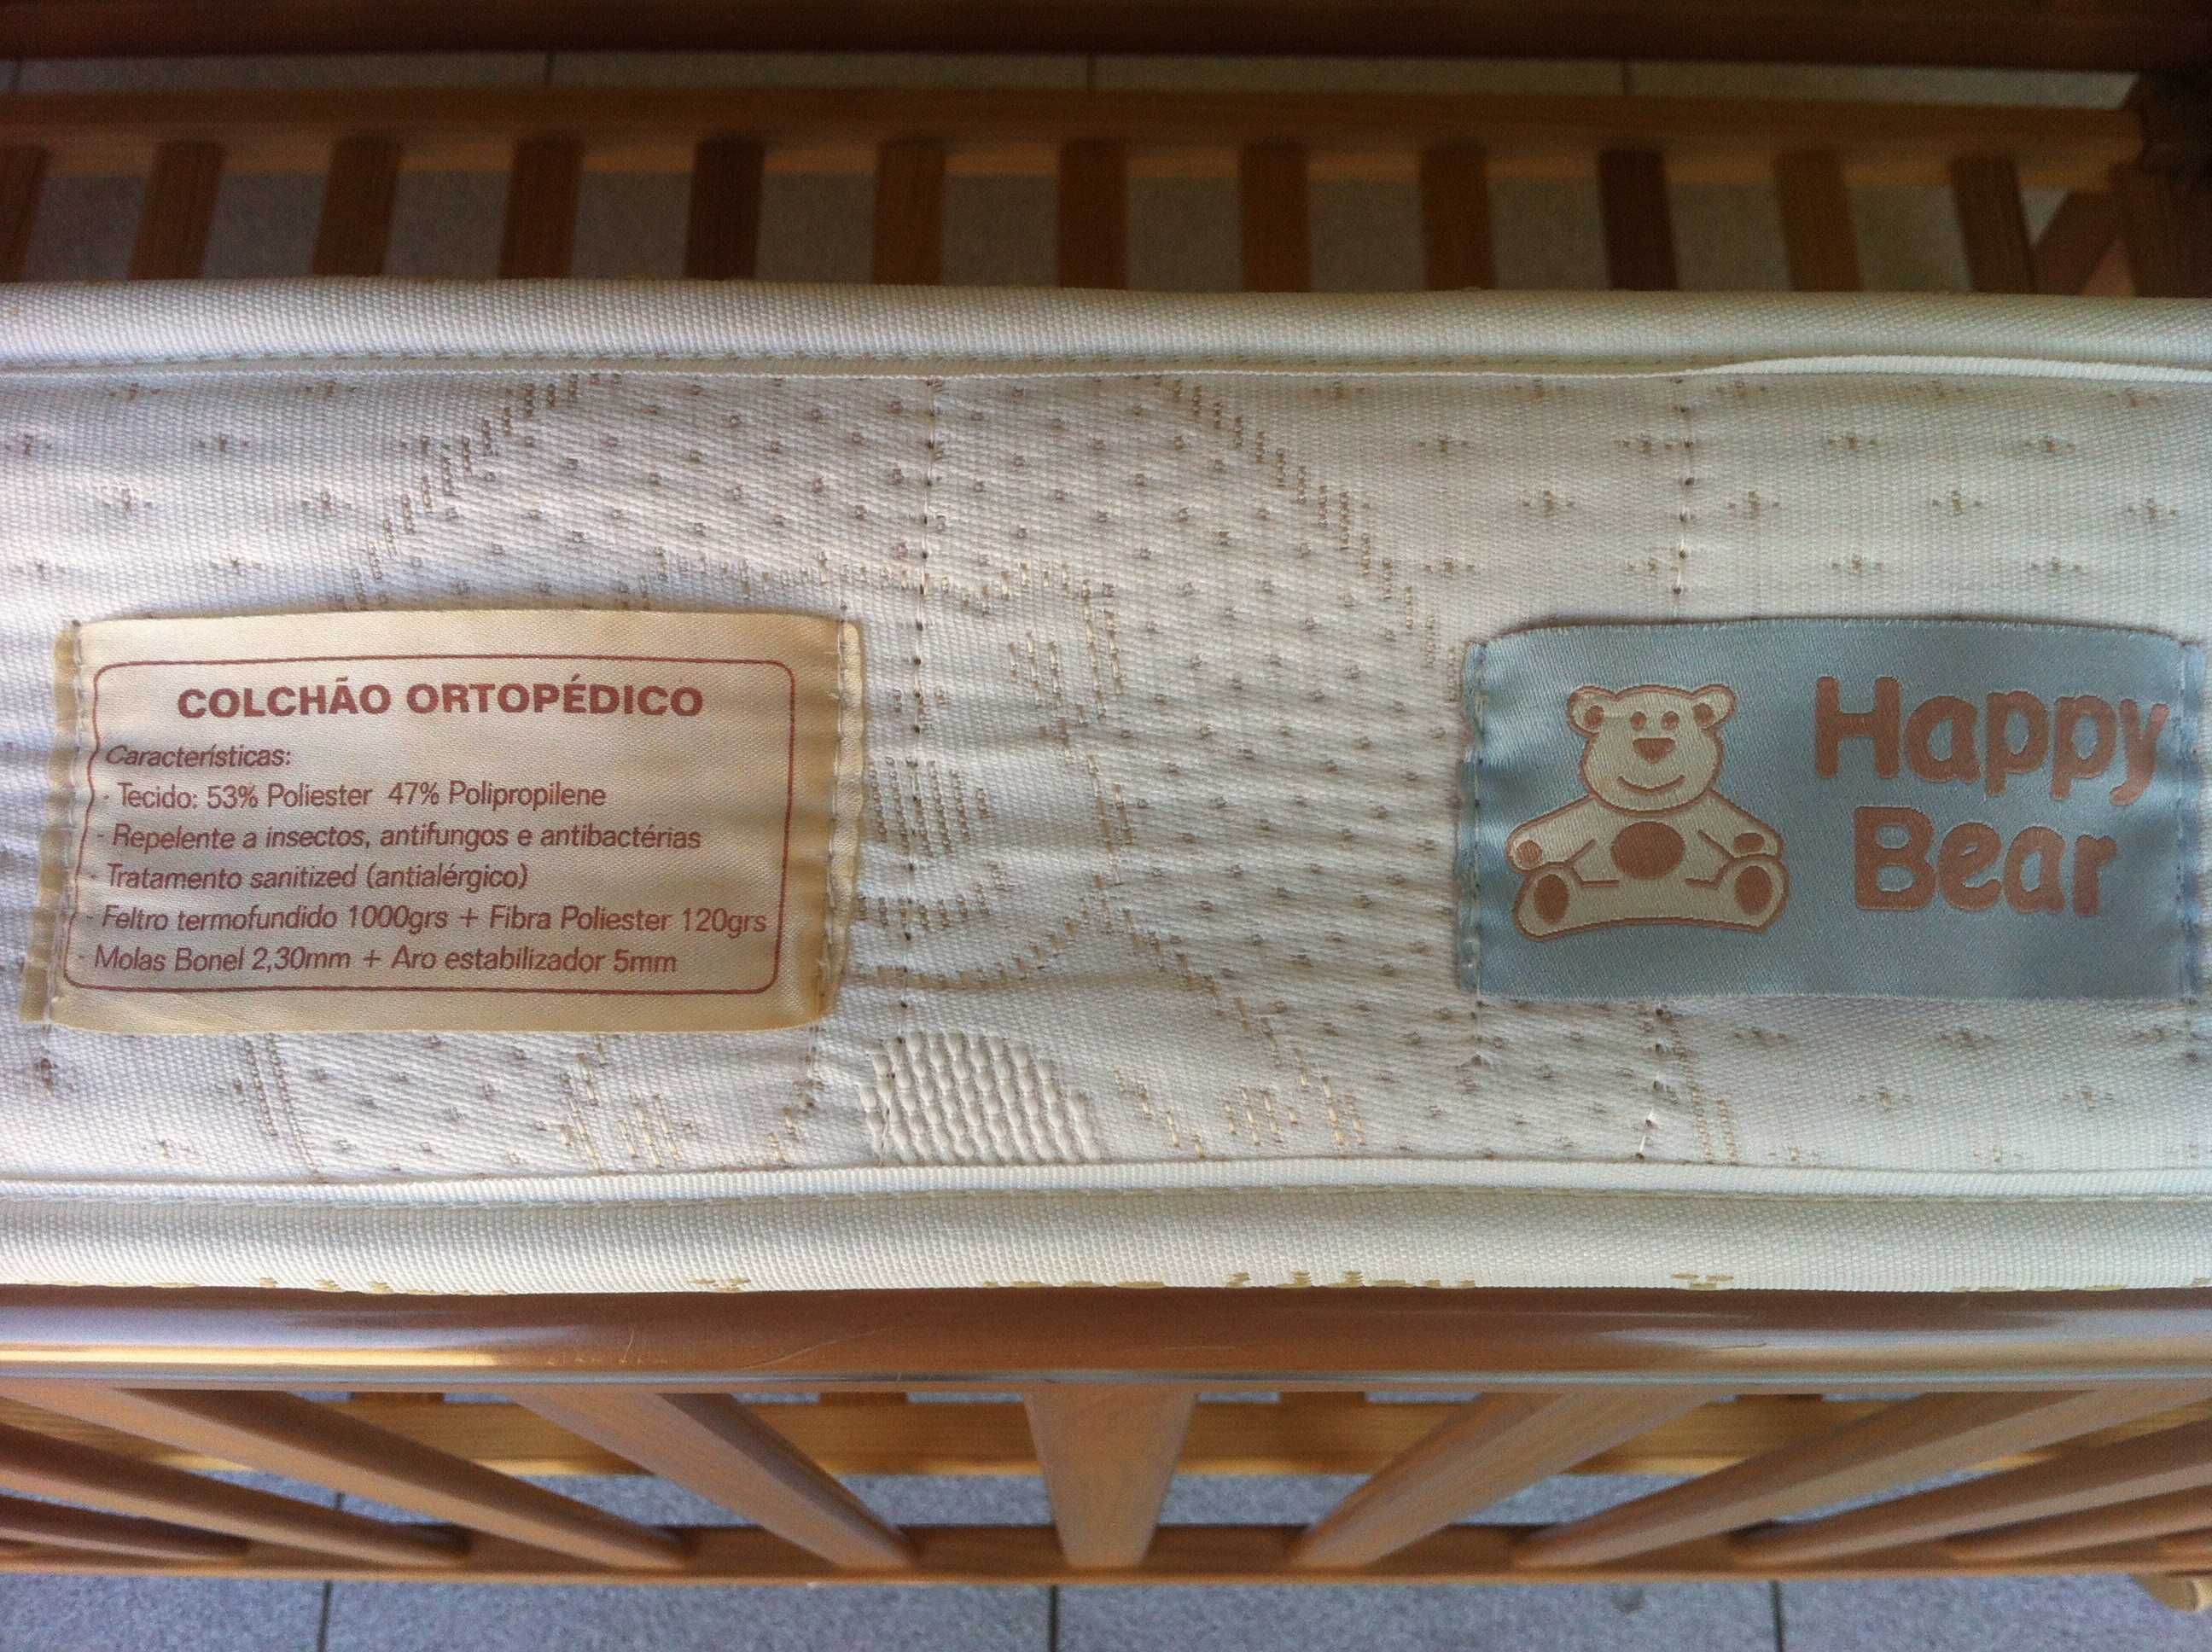 COLCHÃO ORTOPÉDICO
Características:
- Tecido: 53% Poliester 47% Polipropilene
- Repelente a insectos, antifungos e antibactérias
- Tratamento sanitized (antialérgico)
- Feltro termofundido 1000grs + Fibra Poliester 120grs
- Molas Bonel 2,30mm + Aro estabilizador 5mm
Happy
Bear